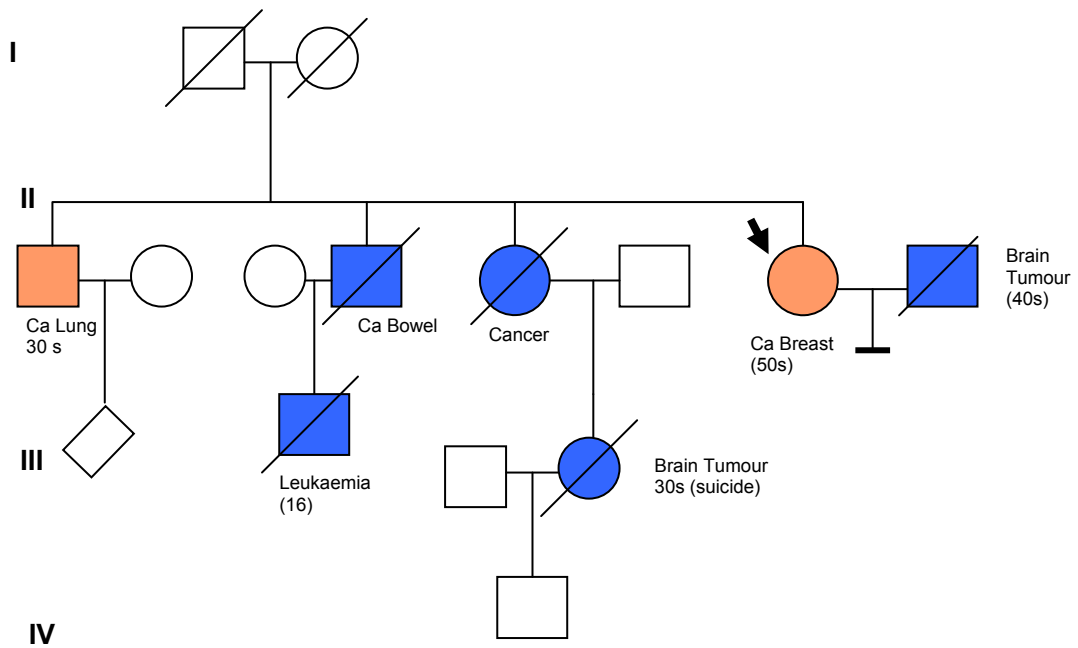 I
II
Ca Lung
30 s
Ca Bowel
Cancer
Ca Breast
(50s)
Brain
Tumour
(40s)
III
Leukaemia
(16)
Brain Tumour
30s (suicide)
IV